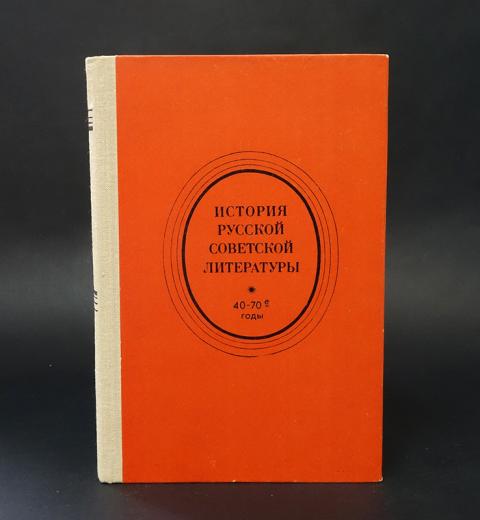 ИСТОРИЯ
РУССКОЙ
СОВЕТСКОЙ
ЛИТЕРАТУРЫ
40-70е
годы